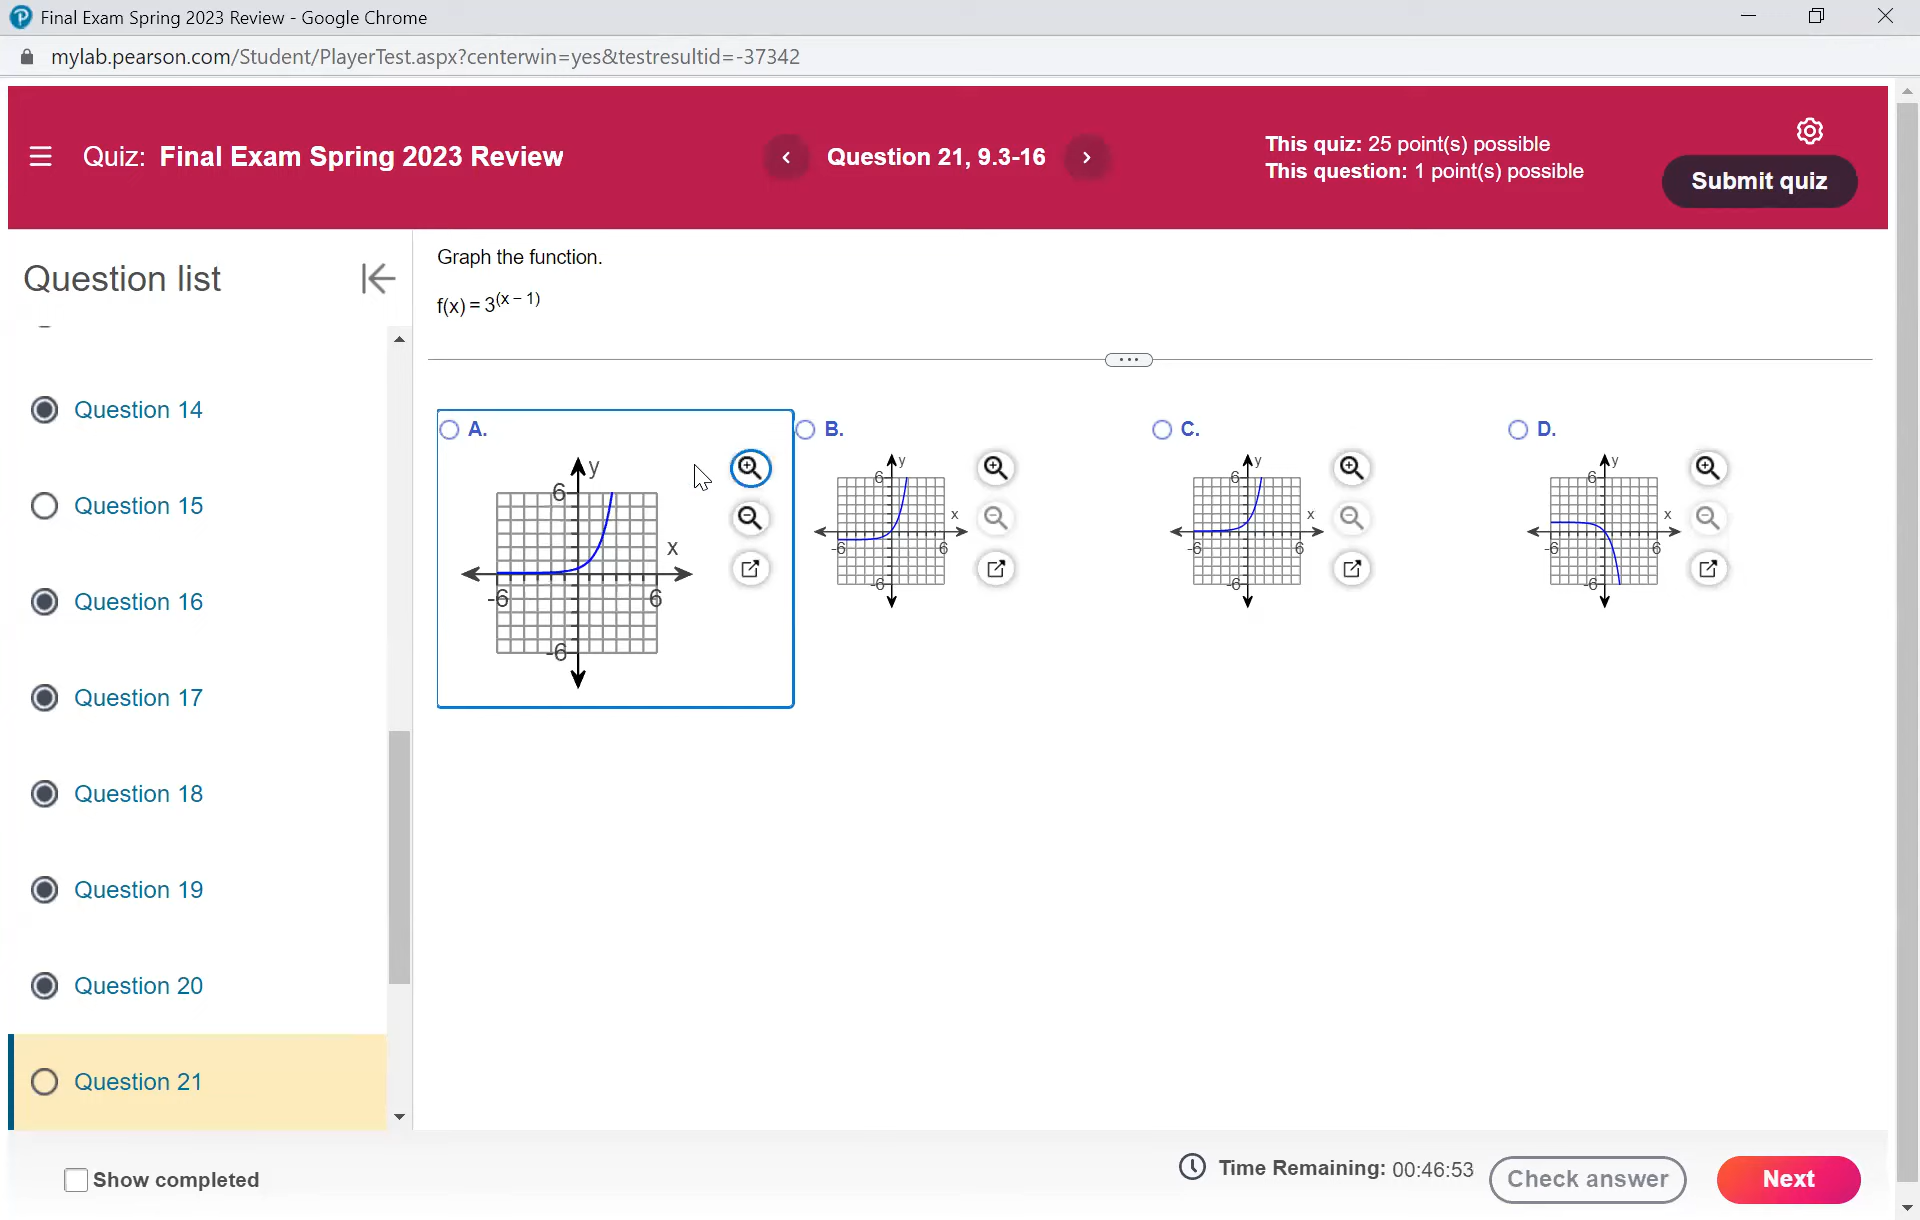 Final Exam Spring 2023 Review - Google Chrome
mylab.pearson.com/Student/PlayerTest.aspx?centerwin=yes&testresultid=-37342
Quiz: Final Exam Spring 2023 Review
Question 21, 9.3-16
This quiz: 25 point(s) possible
This question: 1 point(s) possible
Submit quiz
Question list
Question 14
Question 15
Question 16
Question 17
Question 18
Question 19
Question 20
Question 21
Graph the function.
f(x) = 3^(x − 1)
A.
y
6
x
-6
6
-6
B.
y
6
x
-6
6
-6
C.
y
6
x
-6
6
-6
D.
y
6
x
-6
6
-6
Show completed
Time Remaining: 00:46:53
Check answer
Next